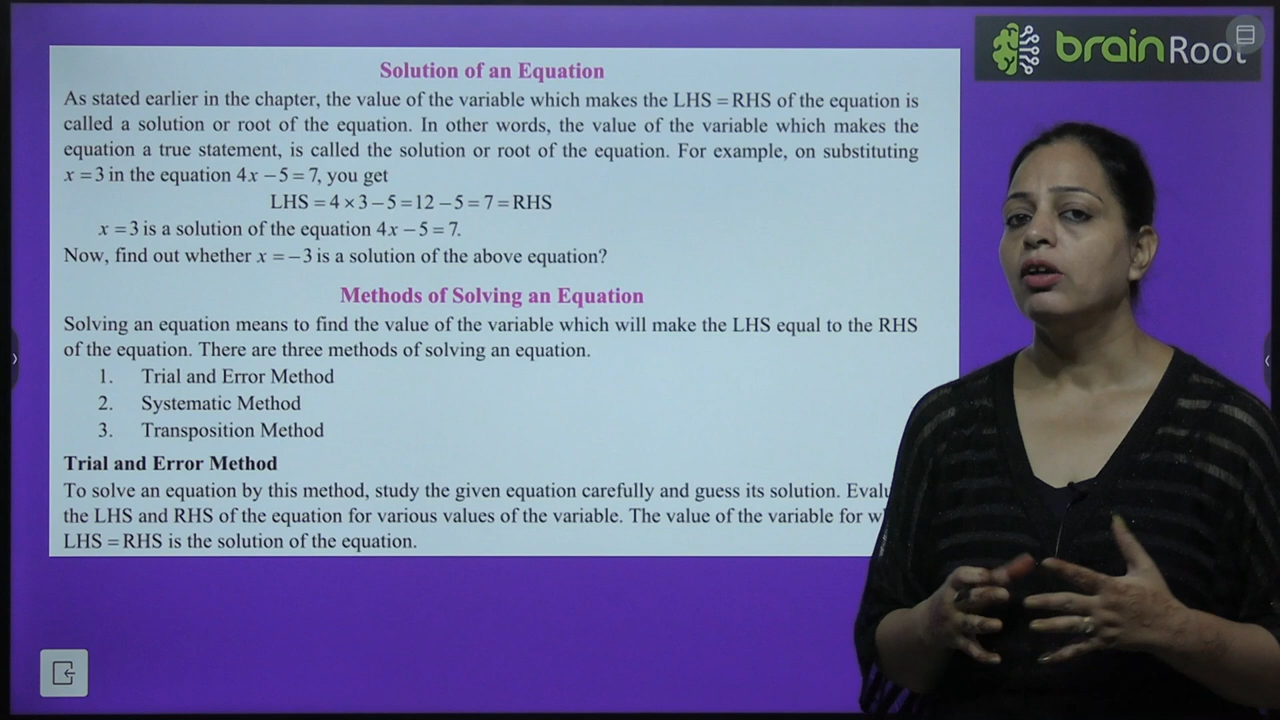 brainRoot
Solution of an Equation
As stated earlier in the chapter, the value of the variable which makes the LHS = RHS of the equation is
called a solution or root of the equation. In other words, the value of the variable which makes the
equation a true statement, is called the solution or root of the equation. For example, on substituting
x = 3 in the equation 4x – 5 = 7, you get
LHS = 4 × 3 – 5 = 12 – 5 = 7 = RHS
x = 3 is a solution of the equation 4x – 5 = 7.
Now, find out whether x = – 3 is a solution of the above equation?
Methods of Solving an Equation
Solving an equation means to find the value of the variable which will make the LHS equal to the RHS
of the equation. There are three methods of solving an equation.
1. Trial and Error Method
2. Systematic Method
3. Transposition Method
Trial and Error Method
To solve an equation by this method, study the given equation carefully and guess its solution.
the LHS and RHS of the equation for various values of the variable. The value of the variable for
LHS = RHS is the solution of the equation.